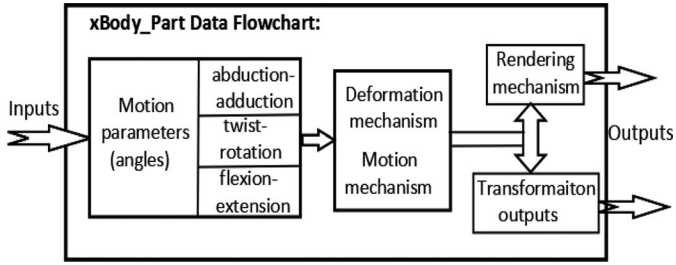 xBody_Part Data Flowchart:
Inputs
Motion
parameters
(angles)
abduction-
adduction
twist-
rotation
flexion-
extension
Deformation
mechanism
Motion
mechanism
Rendering
mechanism
Transformaiton
outputs
Outputs